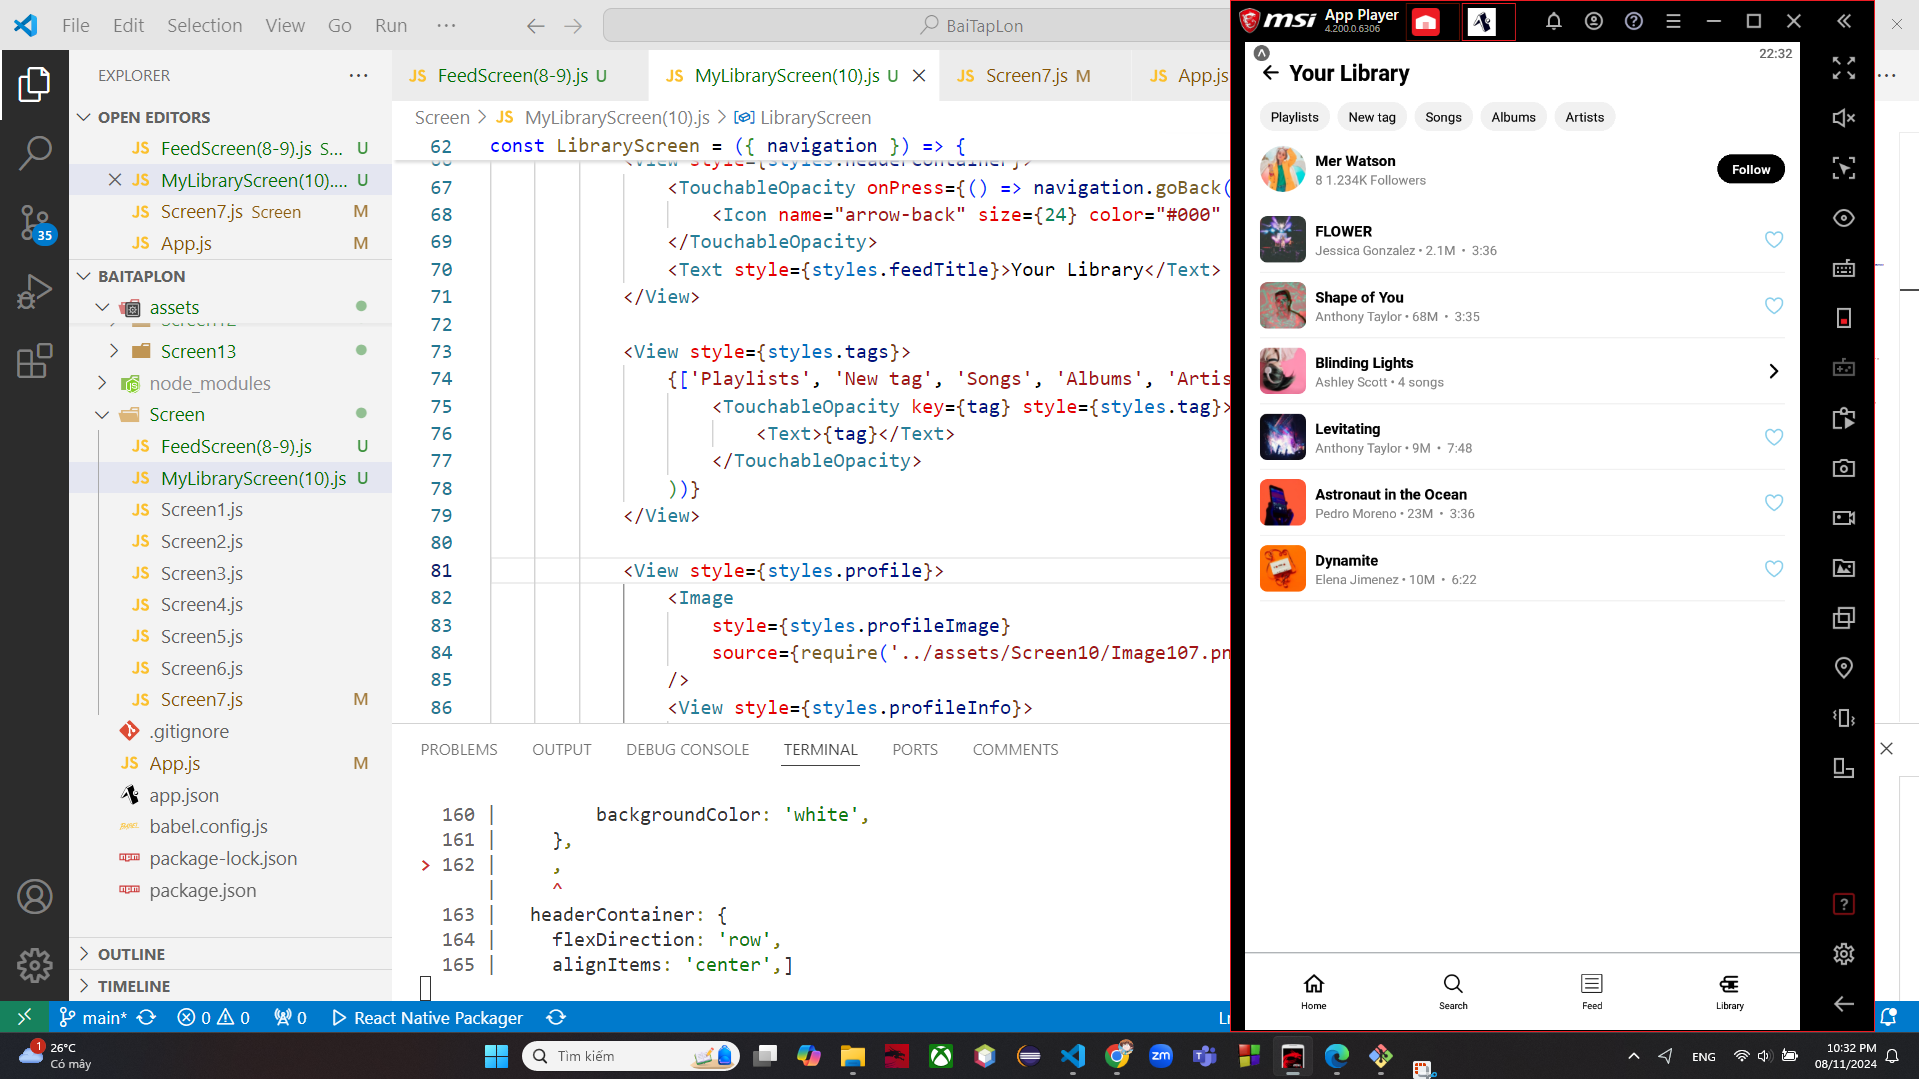 File Edit Selection View Go Run ··· BaiTapLon
EXPLORER
OPEN EDITORS
JS FeedScreen(8-9).js S... U
JS MyLibraryScreen(10).... U
JS Screen7.js Screen M
JS App.js M
35
BAITAPLON
assets
Screen13
node_modules
Screen
JS FeedScreen(8-9).js U
JS MyLibraryScreen(10).js U
JS Screen1.js
JS Screen2.js
JS Screen3.js
JS Screen4.js
JS Screen5.js
JS Screen6.js
JS Screen7.js M
.gitignore
JS App.js M
app.json
babel.config.js
package-lock.json
package.json
OUTLINE
TIMELINE
JS FeedScreen(8-9).js U JS MyLibraryScreen(10).js U JS Screen7.js M JS App.js
Screen > JS MyLibraryScreen(10).js > LibraryScreen
62 const LibraryScreen = ({ navigation }) => {
66 <View style={styles.headerContainer}>
67 <TouchableOpacity onPress={() => navigation.goBack(
68 <Icon name="arrow-back" size={24} color="#000"
69 </TouchableOpacity>
70 <Text style={styles.feedTitle}>Your Library</Text>
71 </View>
72
73 <View style={styles.tags}>
74 {['Playlists', 'New tag', 'Songs', 'Albums', 'Artis
75 <TouchableOpacity key={tag} style={styles.tag}>
76 <Text>{tag}</Text>
77 </TouchableOpacity>
78 ))}
79 </View>
80
81 <View style={styles.profile}>
82 <Image
83 style={styles.profileImage}
84 source={require('../assets/Screen10/Image107.pn
85 />
86 <View style={styles.profileInfo}>
PROBLEMS OUTPUT DEBUG CONSOLE TERMINAL PORTS COMMENTS
160 | backgroundColor: 'white',
161 | },
> 162 | ,
| ^
163 | headerContainer: {
164 | flexDirection: 'row',
165 | alignItems: 'center',]
msi App Player
4.200.0.6306
22:32
Your Library
Playlists New tag Songs Albums Artists
Mer Watson
8 1.234K Followers
Follow
FLOWER
Jessica Gonzalez • 2.1M • 3:36
Shape of You
Anthony Taylor • 68M • 3:35
Blinding Lights
Ashley Scott • 4 songs
Levitating
Anthony Taylor • 9M • 7:48
Astronaut in the Ocean
Pedro Moreno • 23M • 3:36
Dynamite
Elena Jimenez • 10M • 6:22
Home Search Feed Library
main* 0 0 0 React Native Packager
1 26°C
Có mây
Tìm kiếm
zm
ENG
10:32 PM
08/11/2024